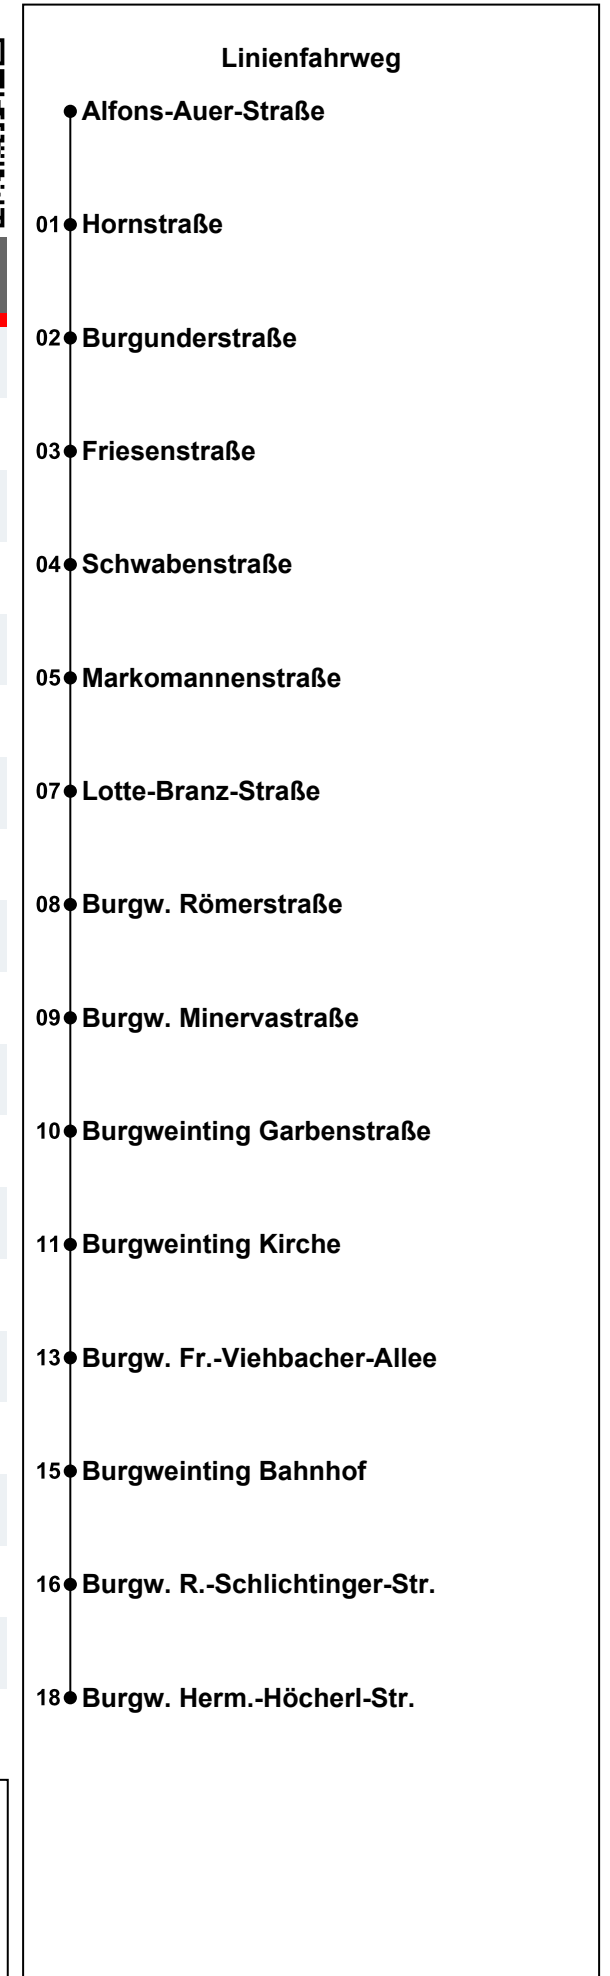 Linienfahrweg
Alfons-Auer-Straße
01 Hornstraße
02 Burgunderstraße
03 Friesenstraße
04 Schwabenstraße
05 Markomannenstraße
07 Lotte-Branz-Straße
08 Burgw. Römerstraße
09 Burgw. Minervastraße
10 Burgweinting Garbenstraße
11 Burgweinting Kirche
13 Burgw. Fr.-Viehbacher-Allee
15 Burgweinting Bahnhof
16 Burgw. R.-Schlichtinger-Str.
18 Burgw. Herm.-Höcherl-Str.